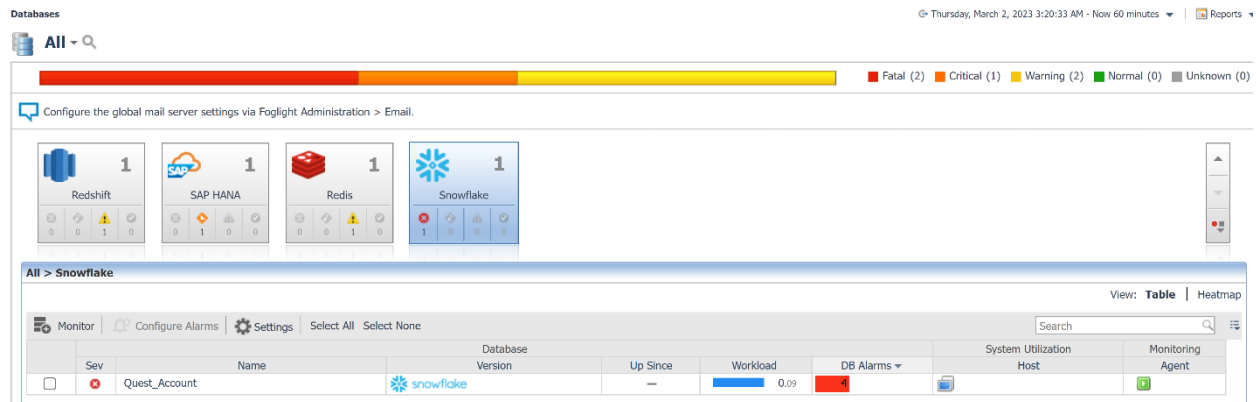 Databases
Thursday, March 2, 2023 3:20:33 AM - Now 60 minutes
Reports
All
Fatal (2) Critical (1) Warning (2) Normal (0) Unknown (0)
Configure the global mail server settings via Foglight Administration > Email.
1 1 1 1
SAP
Redshift SAP HANA Redis Snowflake
0 0 1 0 0 1 0 0 0 0 1 0 1 0 0 0
All > Snowflake
View: Table | Heatmap
Monitor Configure Alarms Settings Select All Select None Search
Database System Utilization Monitoring
Sev Name Version Up Since Workload DB Alarms Host Agent
Quest_Account snowflake — 0.09 4